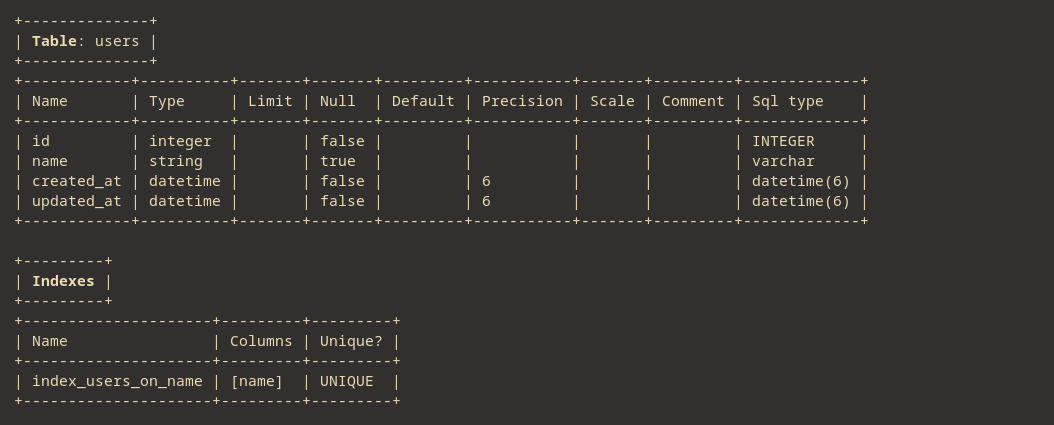 +--------------+
| Table: users |
+--------------+
+------------+----------+-------+-------+---------+-----------+-------+---------+-------------+
| Name       | Type     | Limit | Null  | Default | Precision | Scale | Comment | Sql type    |
+------------+----------+-------+-------+---------+-----------+-------+---------+-------------+
| id         | integer  |       | false |         |           |       |         | INTEGER     |
| name       | string   |       | true  |         |           |       |         | varchar     |
| created_at | datetime |       | false |         | 6         |       |         | datetime(6) |
| updated_at | datetime |       | false |         | 6         |       |         | datetime(6) |
+------------+----------+-------+-------+---------+-----------+-------+---------+-------------+

+---------+
| Indexes |
+---------+
+---------------------+---------+---------+
| Name                | Columns | Unique? |
+---------------------+---------+---------+
| index_users_on_name | [name]  | UNIQUE  |
+---------------------+---------+---------+